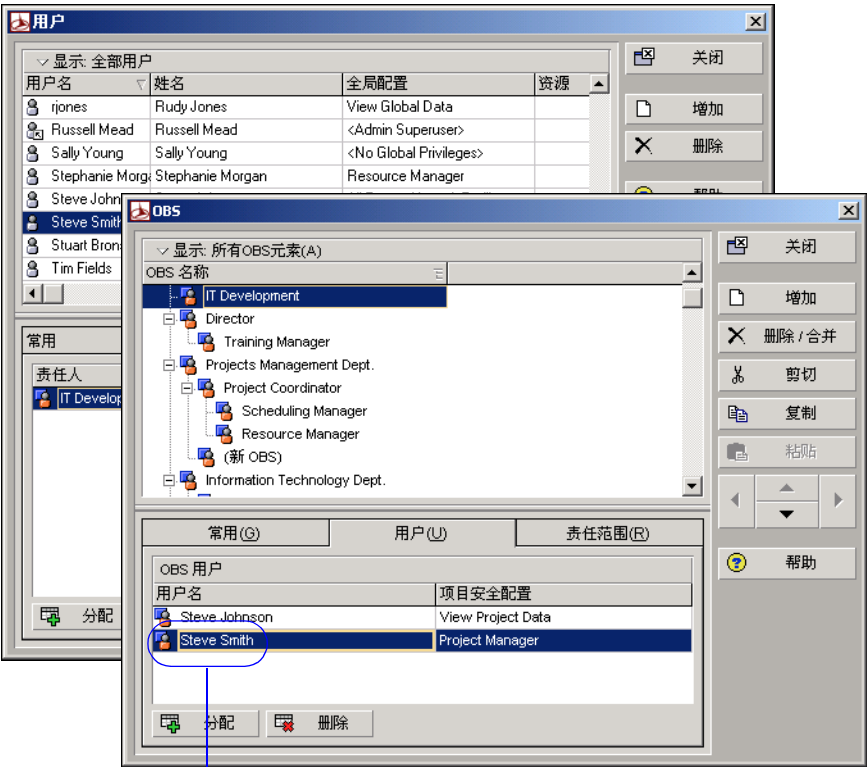 用户
显示: 全部用户
用户名 姓名 全局配置 资源
rjones Rudy Jones View Global Data
Russell Mead Russell Mead <Admin Superuser>
Sally Young Sally Young <No Global Privileges>
Stephanie Morga Stephanie Morgan Resource Manager
Steve John
Steve Smith
Stuart Bron
Tim Fields
关闭
增加
删除
常用
责任人
IT Develop
分配
OBS
显示: 所有OBS元素(A)
OBS 名称
IT Development
Director
Training Manager
Projects Management Dept.
Project Coordinator
Scheduling Manager
Resource Manager
(新 OBS)
Information Technology Dept.
关闭
增加
删除 / 合并
剪切
复制
粘贴
帮助
常用(G) 用户(U) 责任范围(R)
OBS 用户
用户名 项目安全配置
Steve Johnson View Project Data
Steve Smith Project Manager
分配 删除